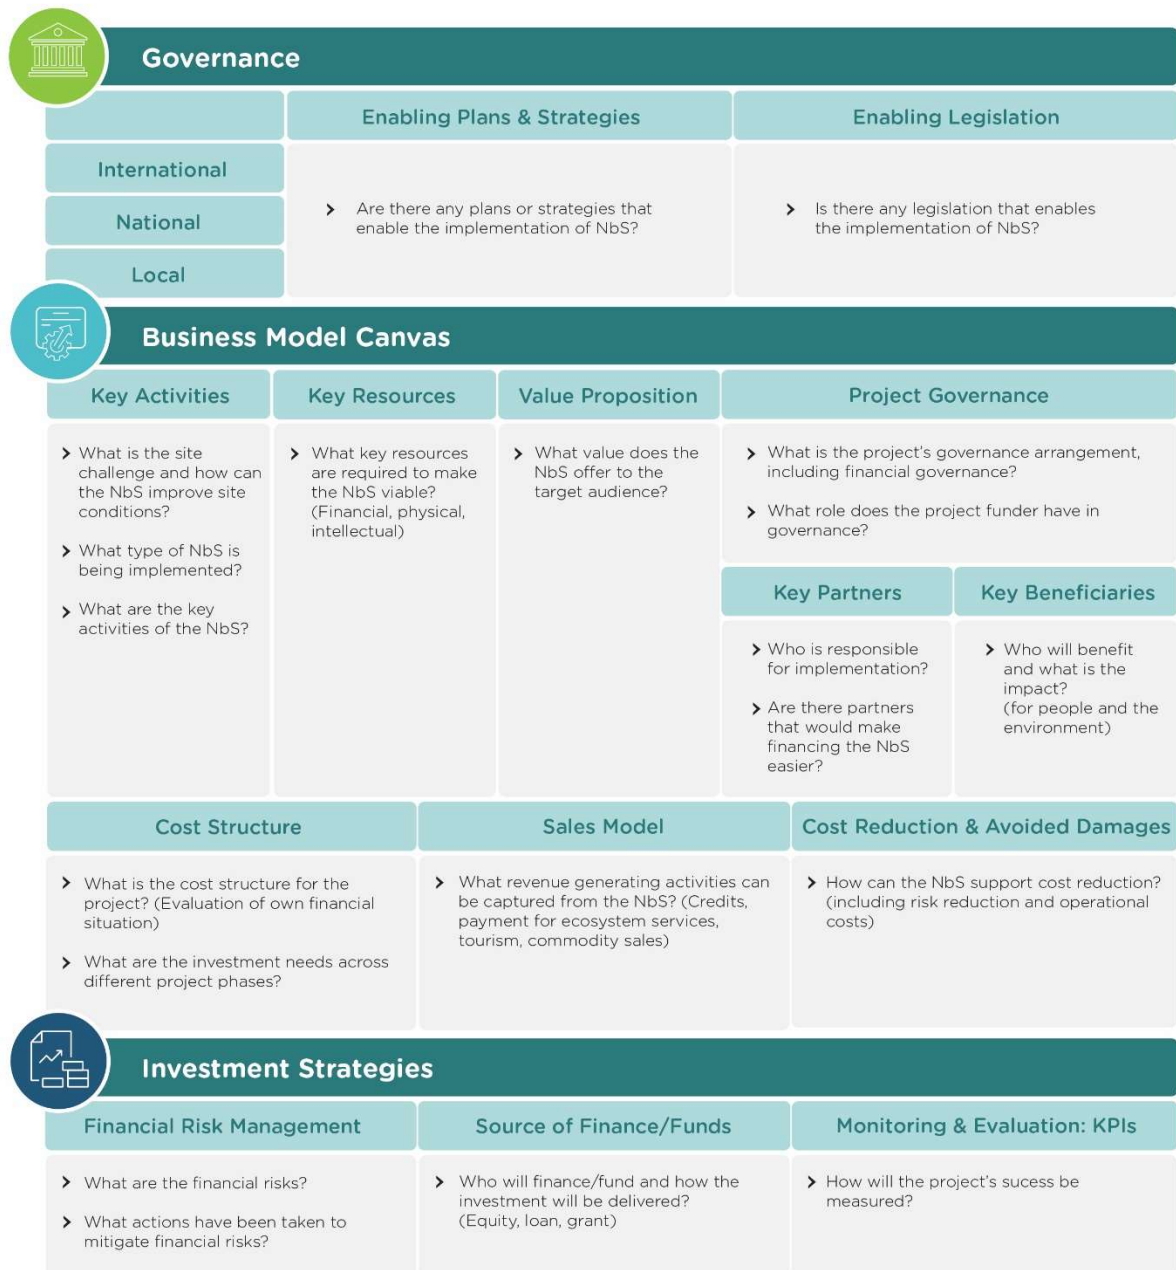 Governance
Enabling Plans & Strategies
Enabling Legislation
International
National
Local
> Are there any plans or strategies that
enable the implementation of NbS?
> Is there any legislation that enables
the implementation of NbS?
Business Model Canvas
Key Activities
> What is the site
challenge and how can
the NbS improve site
conditions?
> What type of NbS is
being implemented?
> What are the key
activities of the NbS?
Key Resources
> What key resources
are required to make
the NbS viable?
(Financial, physical,
intellectual)
Value Proposition
> What value does the
NbS offer to the
target audience?
Project Governance
> What is the project's governance arrangement,
including financial governance?
> What role does the project funder have in
governance?
Key Partners
> Who is responsible
for implementation?
> Are there partners
that would make
financing the NbS
easier?
Key Beneficiaries
> Who will benefit
and what is the
impact?
(for people and the
environment)
Cost Structure
> What is the cost structure for the
project? (Evaluation of own financial
situation)
> What are the investment needs across
different project phases?
Sales Model
> What revenue generating activities can
be captured from the NbS? (Credits,
payment for ecosystem services,
tourism, commodity sales)
Cost Reduction & Avoided Damages
> How can the NbS support cost reduction?
(including risk reduction and operational
costs)
Investment Strategies
Financial Risk Management
> What are the financial risks?
> What actions have been taken to
mitigate financial risks?
Source of Finance/Funds
> Who will finance/fund and how the
investment will be delivered?
(Equity, loan, grant)
Monitoring & Evaluation: KPIs
> How will the project's sucess be
measured?